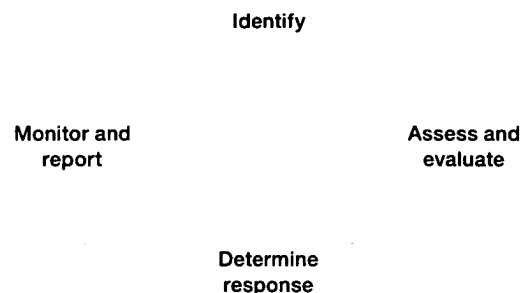 Identify
Monitor and
report
Assess and
evaluate
Determine
response